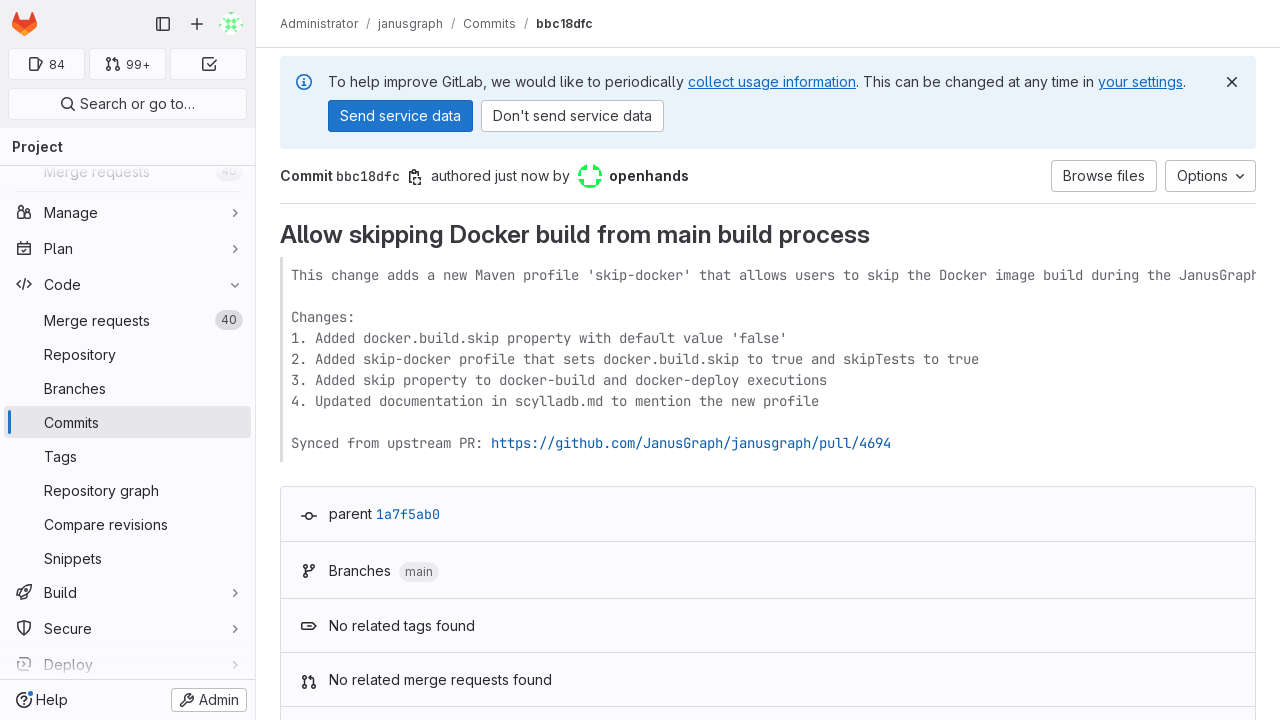 Administrator / janusgraph / Commits / bbc18dfc
84
99+
Search or go to…
Project
Merge requests 40
Manage
Plan
Code
Merge requests 40
Repository
Branches
Commits
Tags
Repository graph
Compare revisions
Snippets
Build
Secure
Deploy
Help
Admin
To help improve GitLab, we would like to periodically collect usage information. This can be changed at any time in your settings.
Send service data
Don't send service data
Commit bbc18dfc authored just now by openhands
Browse files
Options
Allow skipping Docker build from main build process
This change adds a new Maven profile 'skip-docker' that allows users to skip the Docker image build during the JanusGraph
Changes:
1. Added docker.build.skip property with default value 'false'
2. Added skip-docker profile that sets docker.build.skip to true and skipTests to true
3. Added skip property to docker-build and docker-deploy executions
4. Updated documentation in scylladb.md to mention the new profile
Synced from upstream PR: https://github.com/JanusGraph/janusgraph/pull/4694
parent 1a7f5ab0
Branches main
No related tags found
No related merge requests found